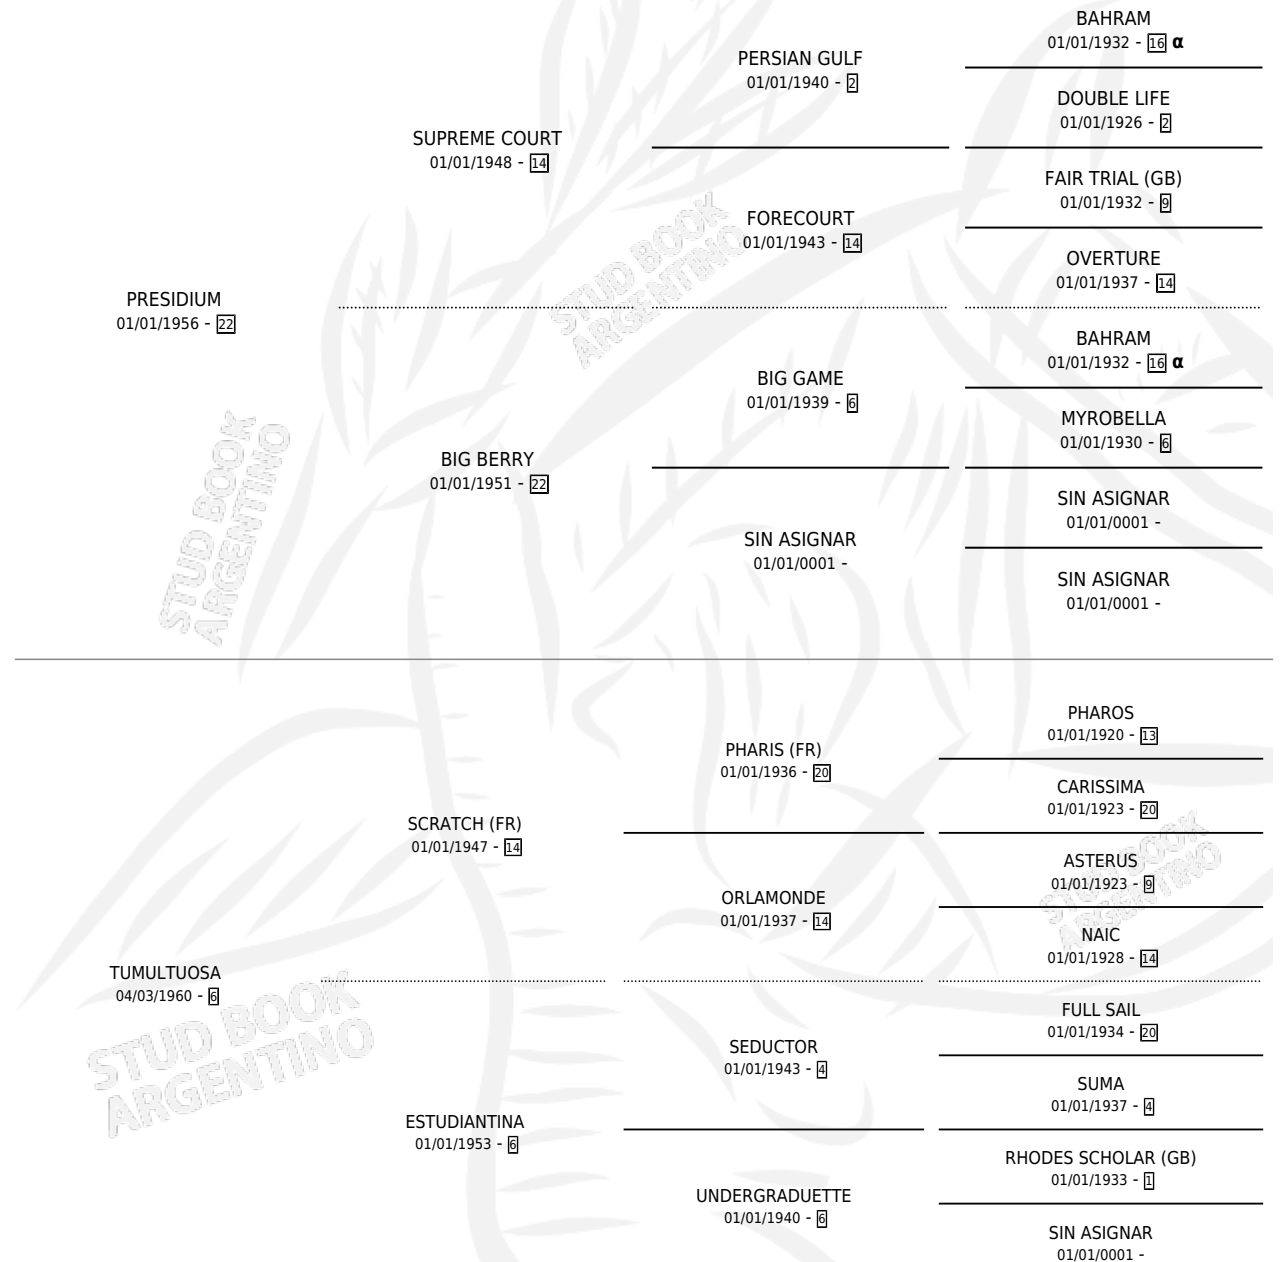 BAHRAM
01/01/1932 - 16 α
PERSIAN GULF
01/01/1940 - 2
DOUBLE LIFE
01/01/1926 - 2
SUPREME COURT
01/01/1948 - 14
FAIR TRIAL (GB)
01/01/1932 - 9
FORECOURT
01/01/1943 - 14
OVERTURE
01/01/1937 - 14
PRESIDIUM
01/01/1956 - 22
BAHRAM
01/01/1932 - 16 α
BIG GAME
01/01/1939 - 6
MYROBELLA
01/01/1930 - 6
BIG BERRY
01/01/1951 - 22
SIN ASIGNAR
01/01/0001 -
SIN ASIGNAR
01/01/0001 -
SIN ASIGNAR
01/01/0001 -
PHAROS
01/01/1920 - 13
PHARIS (FR)
01/01/1936 - 20
CARISSIMA
01/01/1923 - 20
SCRATCH (FR)
01/01/1947 - 14
ASTERUS
01/01/1923 - 9
ORLAMONDE
01/01/1937 - 14
NAIC
01/01/1928 - 14
TUMULTUOSA
04/03/1960 - 6
FULL SAIL
01/01/1934 - 20
SEDUCTOR
01/01/1943 - 4
SUMA
01/01/1937 - 4
ESTUDIANTINA
01/01/1953 - 6
RHODES SCHOLAR (GB)
01/01/1933 - 1
UNDERGRADUETTE
01/01/1940 - 6
SIN ASIGNAR
01/01/0001 -
STUD BOOK
ARGENTINO
STUD BOOK
ARGENTINO
STUD BOOK
ARGENTINO
STUD BOOK
ARGENTINO